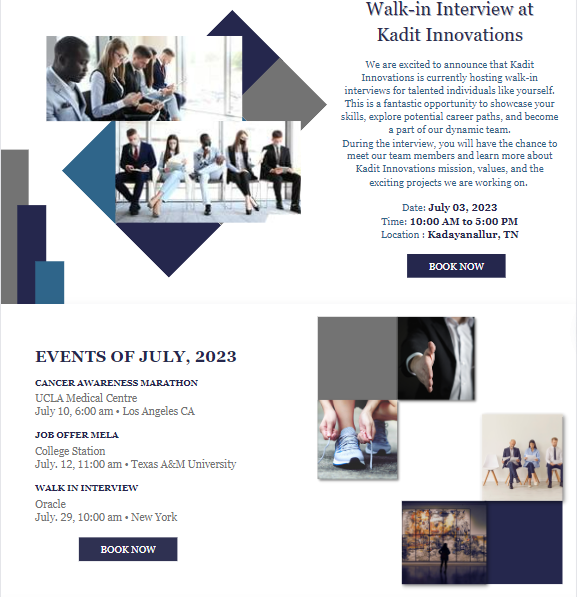 Walk-in Interview at
Kadit Innovations
We are excited to announce that Kadit
Innovations is currently hosting walk-in
interviews for talented individuals like yourself.
This is a fantastic opportunity to showcase your
skills, explore potential career paths, and become
a part of our dynamic team.
During the interview, you will have the chance to
meet our team members and learn more about
Kadit Innovations mission, values, and the
exciting projects we are working on.
Date: July 03, 2023
Time: 10:00 AM to 5:00 PM
Location : Kadayanallur, TN
BOOK NOW
EVENTS OF JULY, 2023
CANCER AWARENESS MARATHON
UCLA Medical Centre
July 10, 6:00 am • Los Angeles CA
JOB OFFER MELA
College Station
July. 12, 11:00 am • Texas A&M University
WALK IN INTERVIEW
Oracle
July. 29, 10:00 am • New York
BOOK NOW